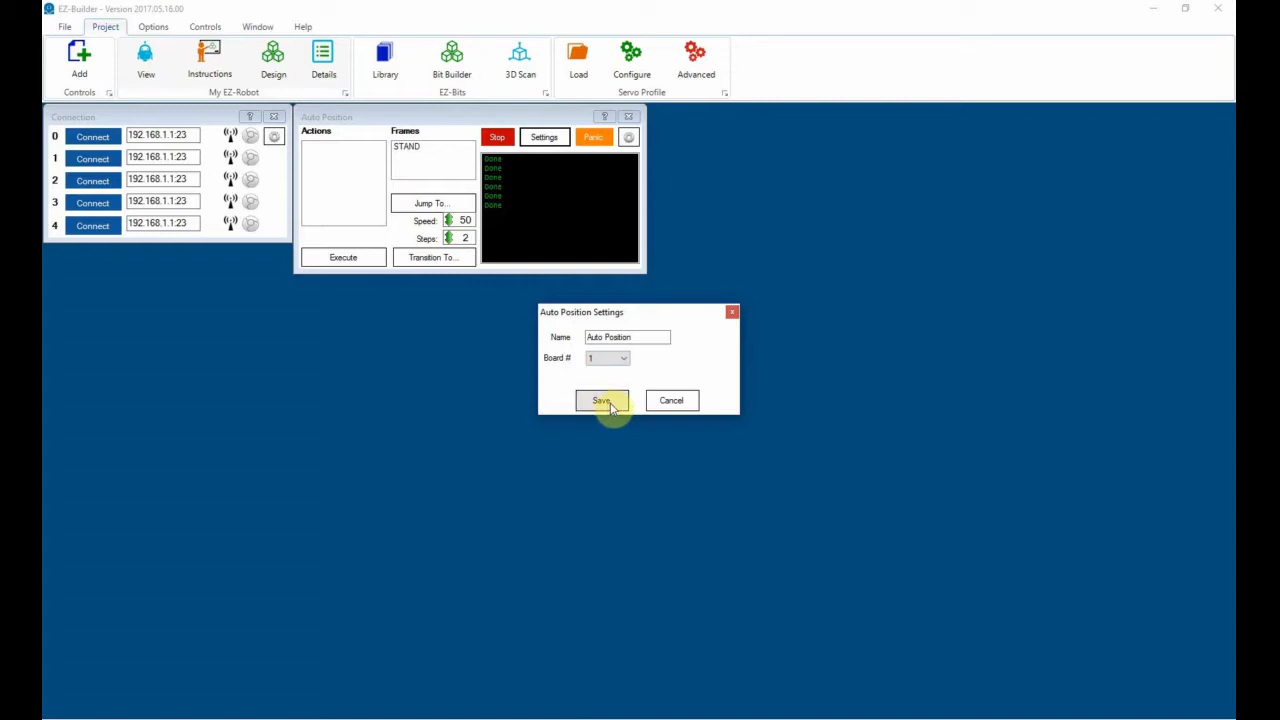 EZ-Builder - Version 2017.05.16.00
File Project Options Controls Window Help
Add View Instructions Design Details Library Bit Builder 3D Scan Load Configure Advanced
Controls My EZ-Robot EZ-Bits Servo Profile
Connection ?
0 Connect 192.168.1.1:23
1 Connect 192.168.1.1:23
2 Connect 192.168.1.1:23
3 Connect 192.168.1.1:23
4 Connect 192.168.1.1:23
Auto Position ?
Actions Frames Stop Settings Panic
STAND
Done
Done
Done
Done
Done
Done
Jump To...
Speed: 50
Steps: 2
Execute Transition To...
Auto Position Settings
Name Auto Position
Board # 1
Save Cancel